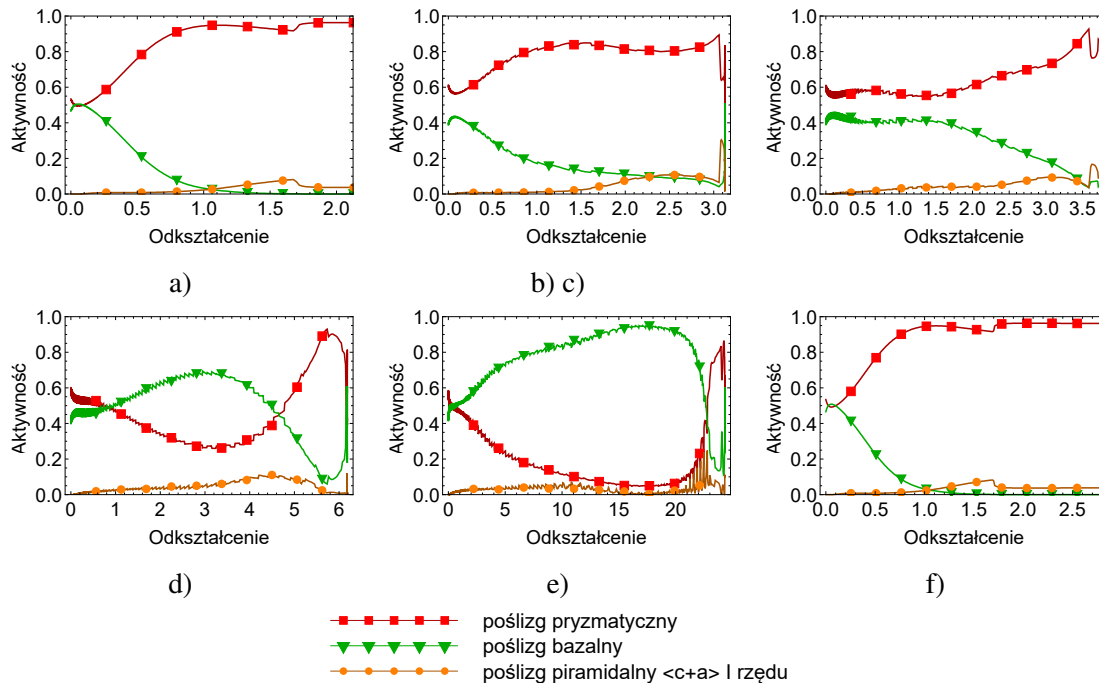 1.0 1.0 1.0
0.8 0.8 0.8
0.6 0.6 0.6
0.4 0.4 0.4
0.2 0.2 0.2
0.0 0.0 0.0
Aktywność Aktywność Aktywność
0.0 0.5 1.0 1.5 2.0 0.0 0.5 1.0 1.5 2.0 2.5 3.0 0.0 0.5 1.0 1.5 2.0 2.5 3.0 3.5
Odkształcenie Odkształcenie Odkształcenie
a) b) c)
1.0 1.0 1.0
0.8 0.8 0.8
0.6 0.6 0.6
0.4 0.4 0.4
0.2 0.2 0.2
0.0 0.0 0.0
Aktywność Aktywność Aktywność
0 1 2 3 4 5 6 0 5 10 15 20 0.0 0.5 1.0 1.5 2.0 2.5
Odkształcenie Odkształcenie Odkształcenie
d) e) f)
poślizg pryzmatyczny
poślizg bazalny
poślizg piramidalny <c+a> I rzędu